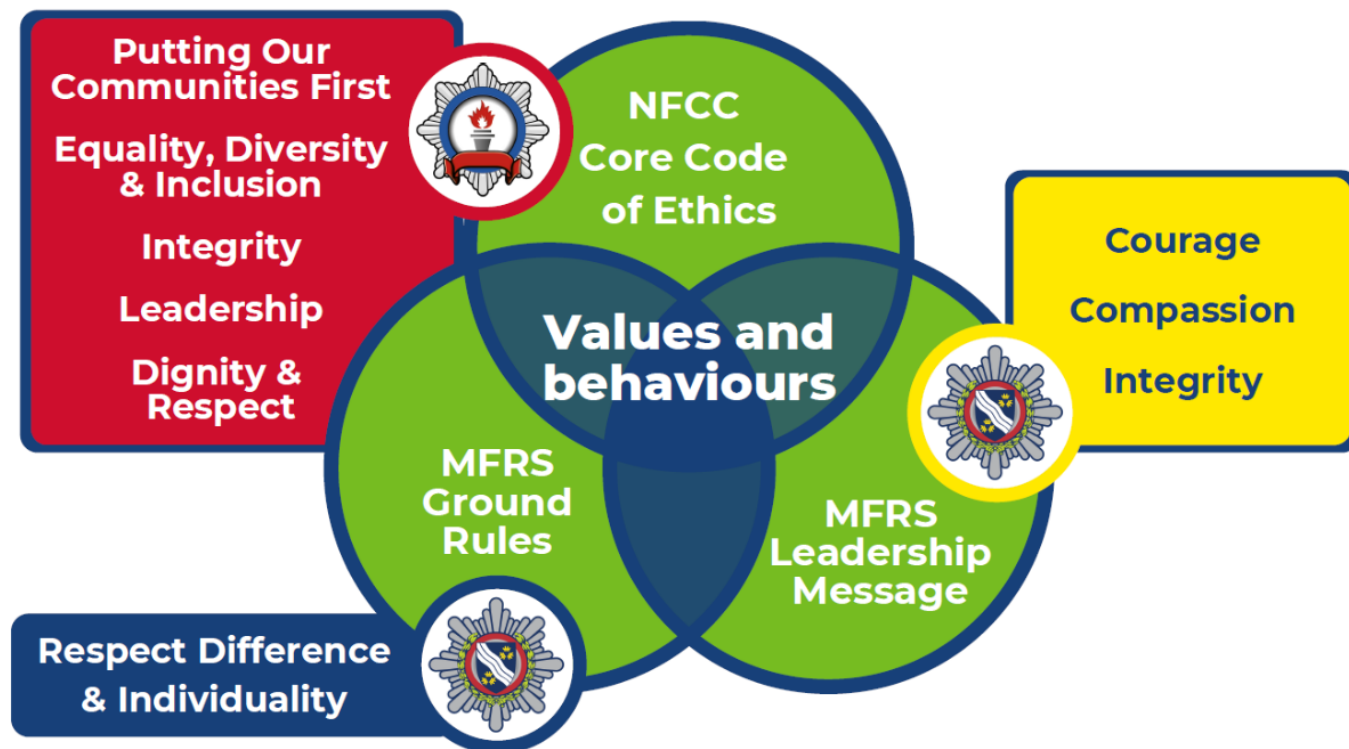 Putting Our
Communities First
Equality, Diversity
& Inclusion
Integrity
Leadership
Dignity &
Respect
NFCC
Core Code
of Ethics
Courage
Compassion
Integrity
Values and
behaviours
MFRS
Ground
Rules
MFRS
Leadership
Message
Respect Difference
& Individuality